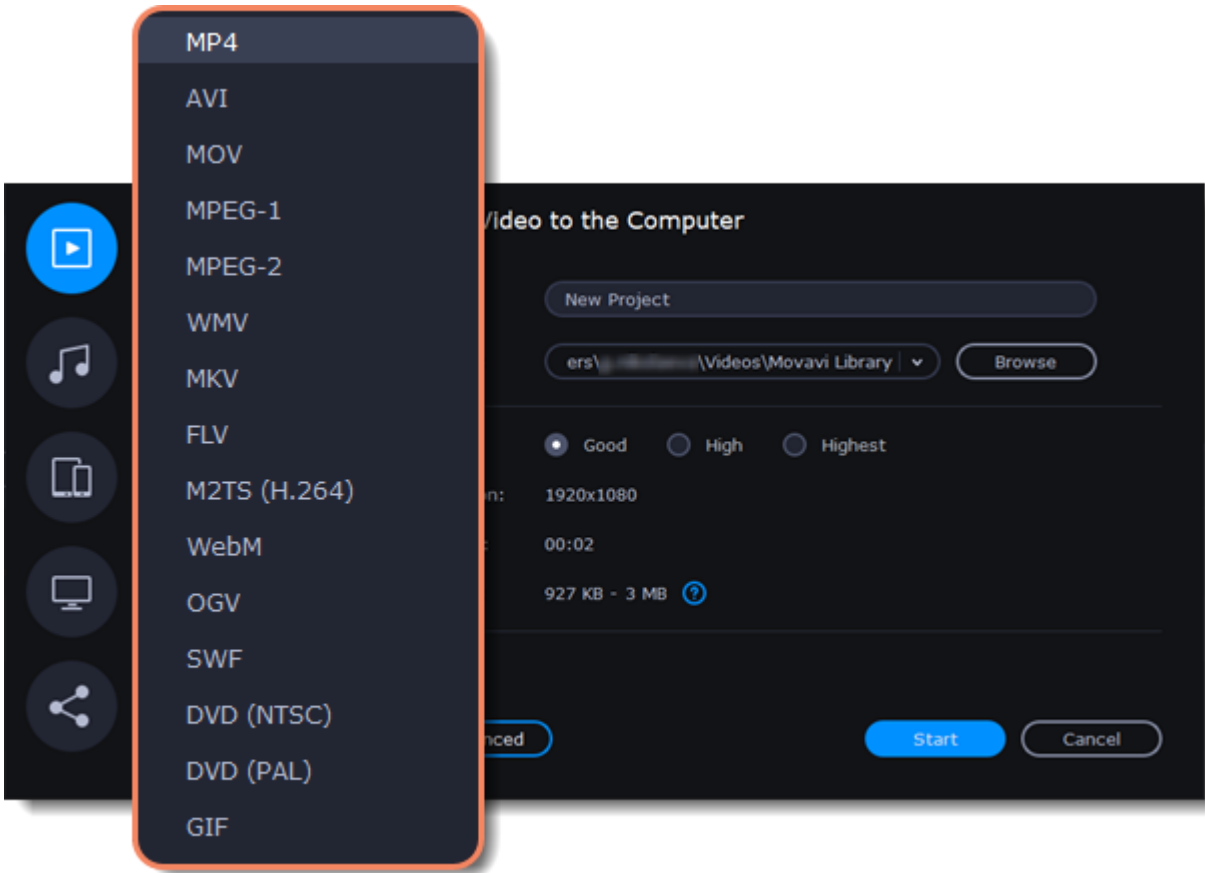 MP4
AVI
MOV
MPEG-1
MPEG-2
WMV
MKV
FLV
M2TS (H.264)
WebM
OGV
SWF
DVD (NTSC)
DVD (PAL)
GIF
Video to the Computer
New Project
ers\ \Videos\Movavi Library
Browse
Good High Highest
n: 1920x1080
: 00:02
927 KB - 3 MB ?
nced
Start
Cancel